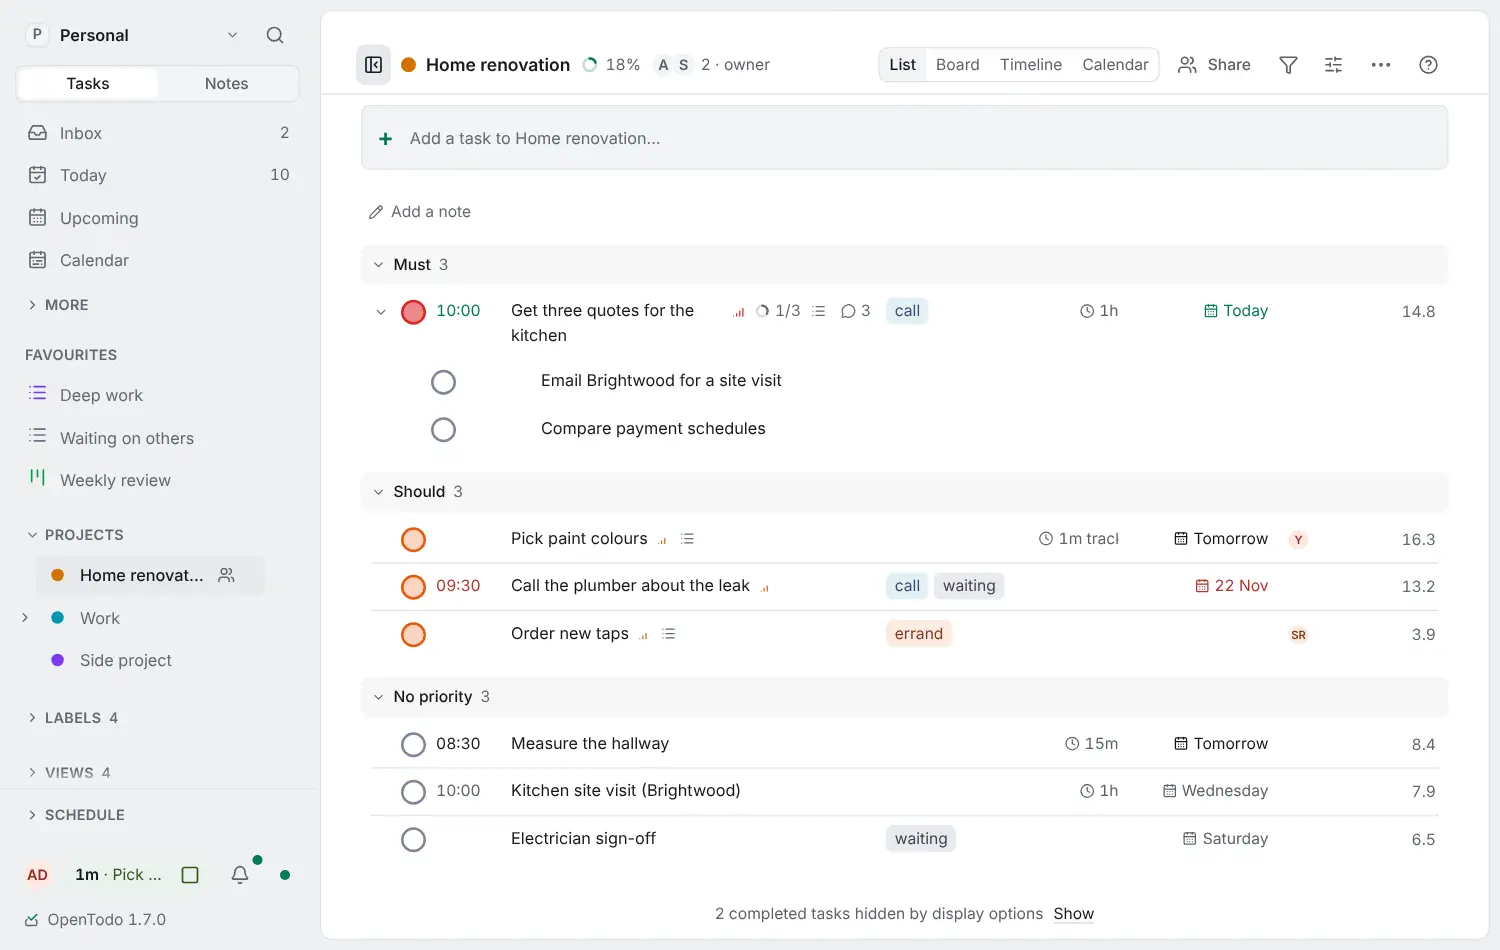 P Personal
Tasks Notes
Inbox 2
Today 10
Upcoming
Calendar
MORE
FAVOURITES
Deep work
Waiting on others
Weekly review
PROJECTS
Home renovat...
Work
Side project
LABELS 4
VIEWS 4
SCHEDULE
AD 1m · Pick ...
OpenTodo 1.7.0
Home renovation 18% A S 2 · owner List Board Timeline Calendar Share
Add a task to Home renovation...
Add a note
Must 3
10:00 Get three quotes for the kitchen 1/3 3 call 1h Today 14.8
Email Brightwood for a site visit
Compare payment schedules
Should 3
Pick paint colours 1m track Tomorrow Y 16.3
09:30 Call the plumber about the leak call waiting 22 Nov 13.2
Order new taps errand SR 3.9
No priority 3
08:30 Measure the hallway 15m Tomorrow 8.4
10:00 Kitchen site visit (Brightwood) 1h Wednesday 7.9
Electrician sign-off waiting Saturday 6.5
2 completed tasks hidden by display options Show